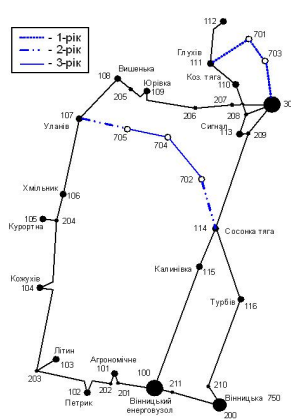 - 1-рік
- 2-рік
- 3-рік
112
701
Глухів
111
703
Вишенька
108
Юрівка
109
205
Коз. тяга
110
30
207
206
208
Сигнал
113
209
107
Уланів
705
704
702
Хмільник
106
105
204
Курортна
114
Сосонка тяга
Калинівка
115
Турбів
116
Кожухів
104
Літин
103
203
Агрономічне
101
100
102
202
201
Петрик
Вінницький
енерговузол
211
210
Вінницька 750
200